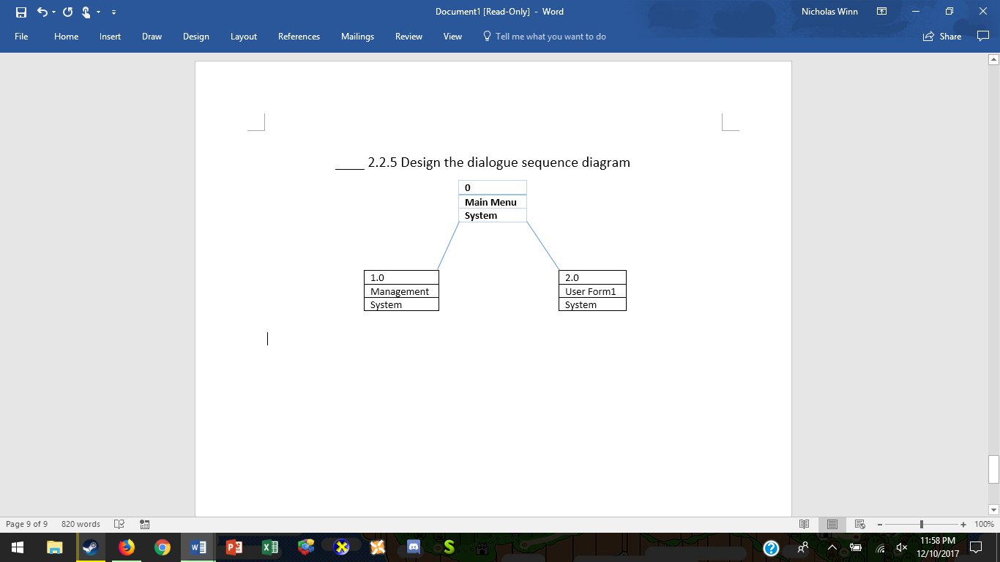 Document1 [Read-Only] - Word
Nicholas Winn
File Home Insert Draw Design Layout References Mailings Review View Tell me what you want to do Share
____ 2.2.5 Design the dialogue sequence diagram
0
Main Menu
System
1.0
Management
System
2.0
User Form1
System
Page 9 of 9 820 words 100%
11:58 PM
12/10/2017